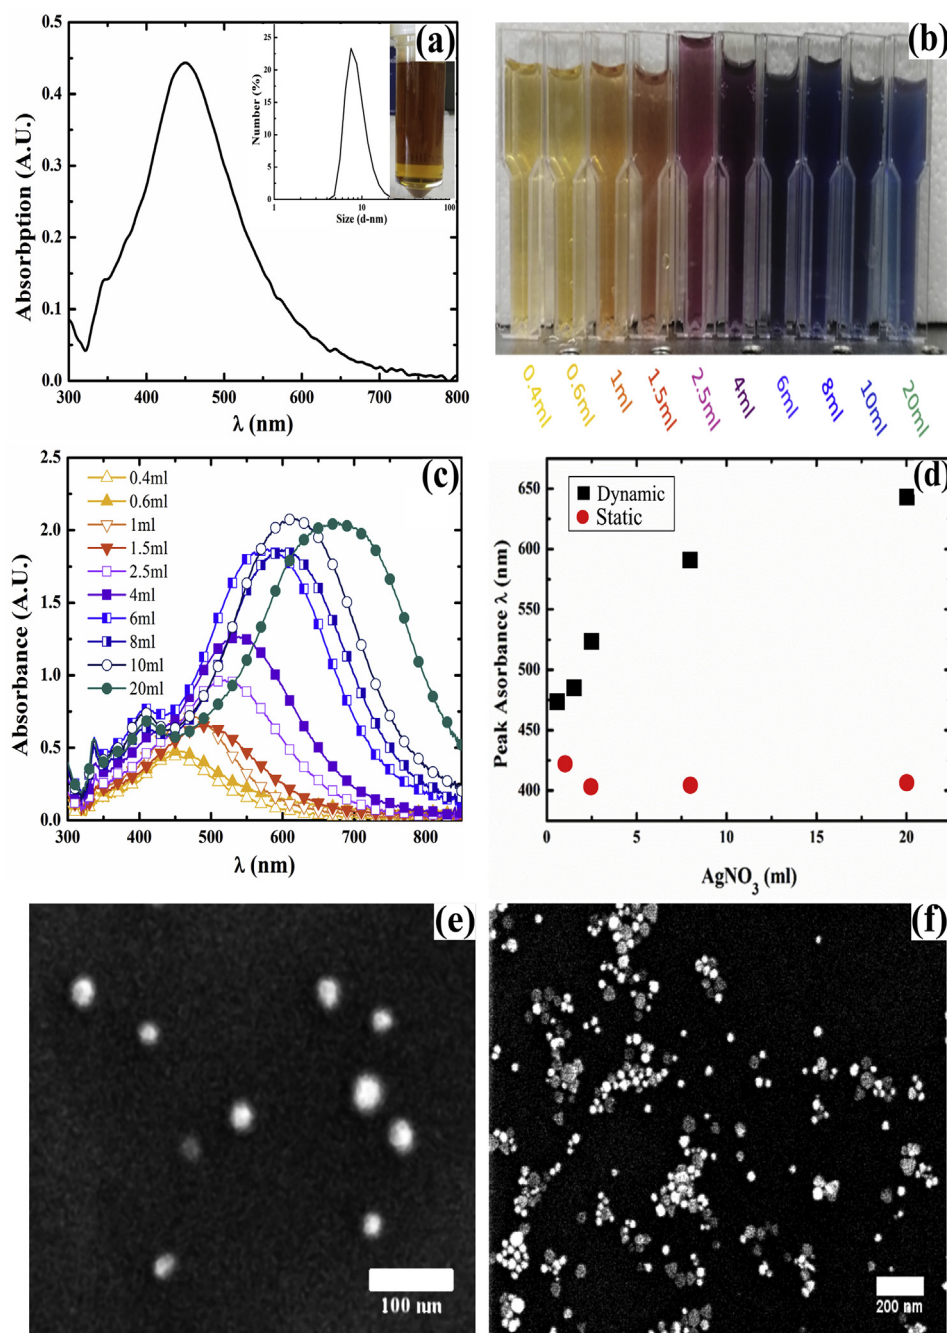 (a)
Absorbption (A.U.)
0.5
0.4
0.3
0.2
0.1
0.0
300 400 500 600 700 800
λ (nm)
Number (%)
25
20
15
10
5
0
1 10 100
Size (d-nm)
(b)
0.4ml 0.6ml 1ml 1.5ml 2.5ml 4ml 6ml 8ml 10ml 20ml
(c)
Absorbance (A.U.)
2.5
2.0
1.5
1.0
0.5
0.0
0.4ml
0.6ml
1ml
1.5ml
2.5ml
4ml
6ml
8ml
10ml
20ml
300 400 500 600 700 800
λ (nm)
(d)
Peak Asorbance λ (nm)
650
600
550
500
450
400
Dynamic
Static
0 5 10 15 20
AgNO₃ (ml)
(e)
100 nm
(f)
200 nm